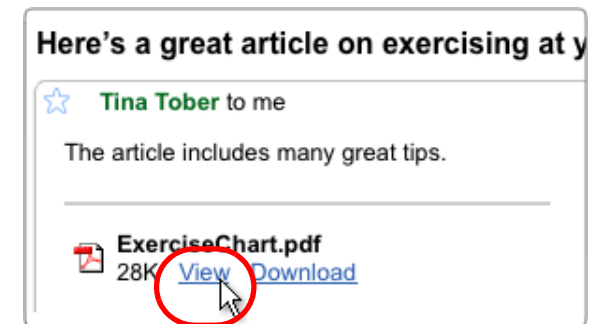 Here's a great article on exercising at y
Tina Tober to me
The article includes many great tips.
ExerciseChart.pdf
28K View Download